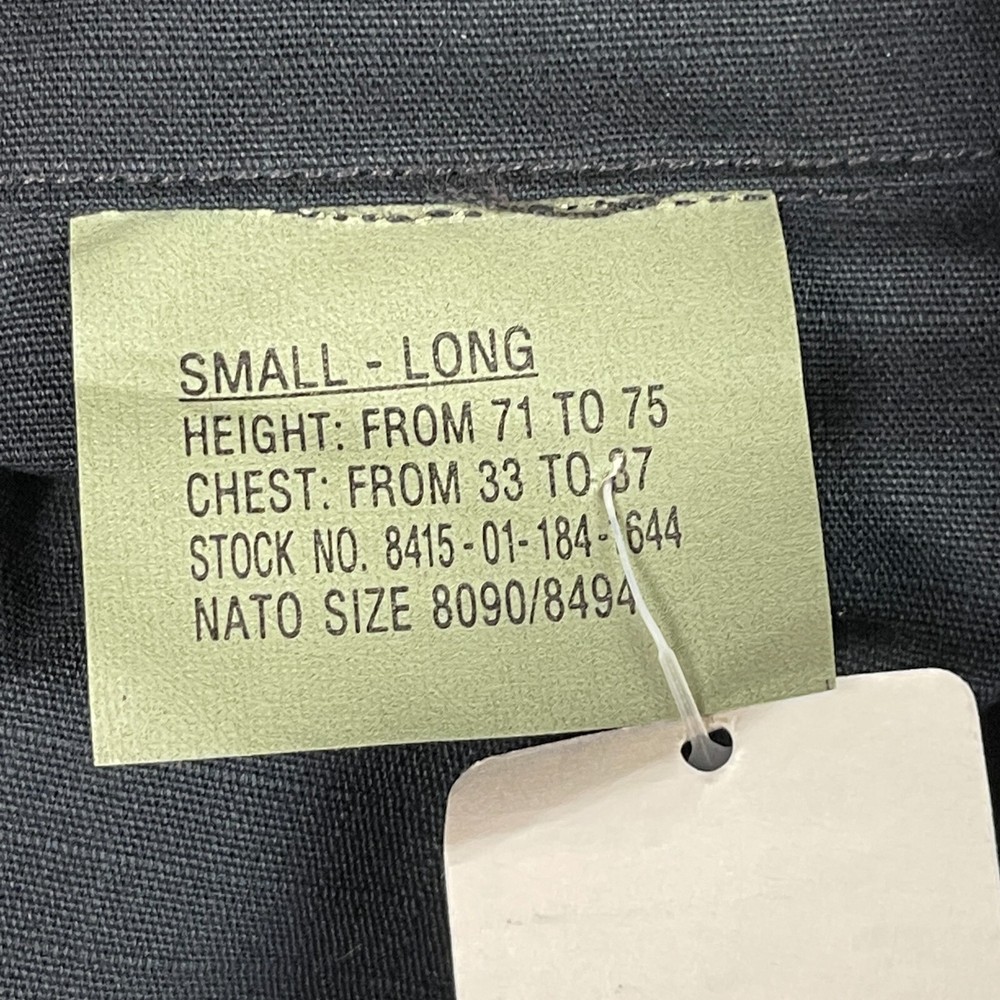 SMALL - LONG
HEIGHT: FROM 71 TO 75
CHEST: FROM 33 TO 37
STOCK NO. 8415-01-184-
NATO SIZE 8090/8494